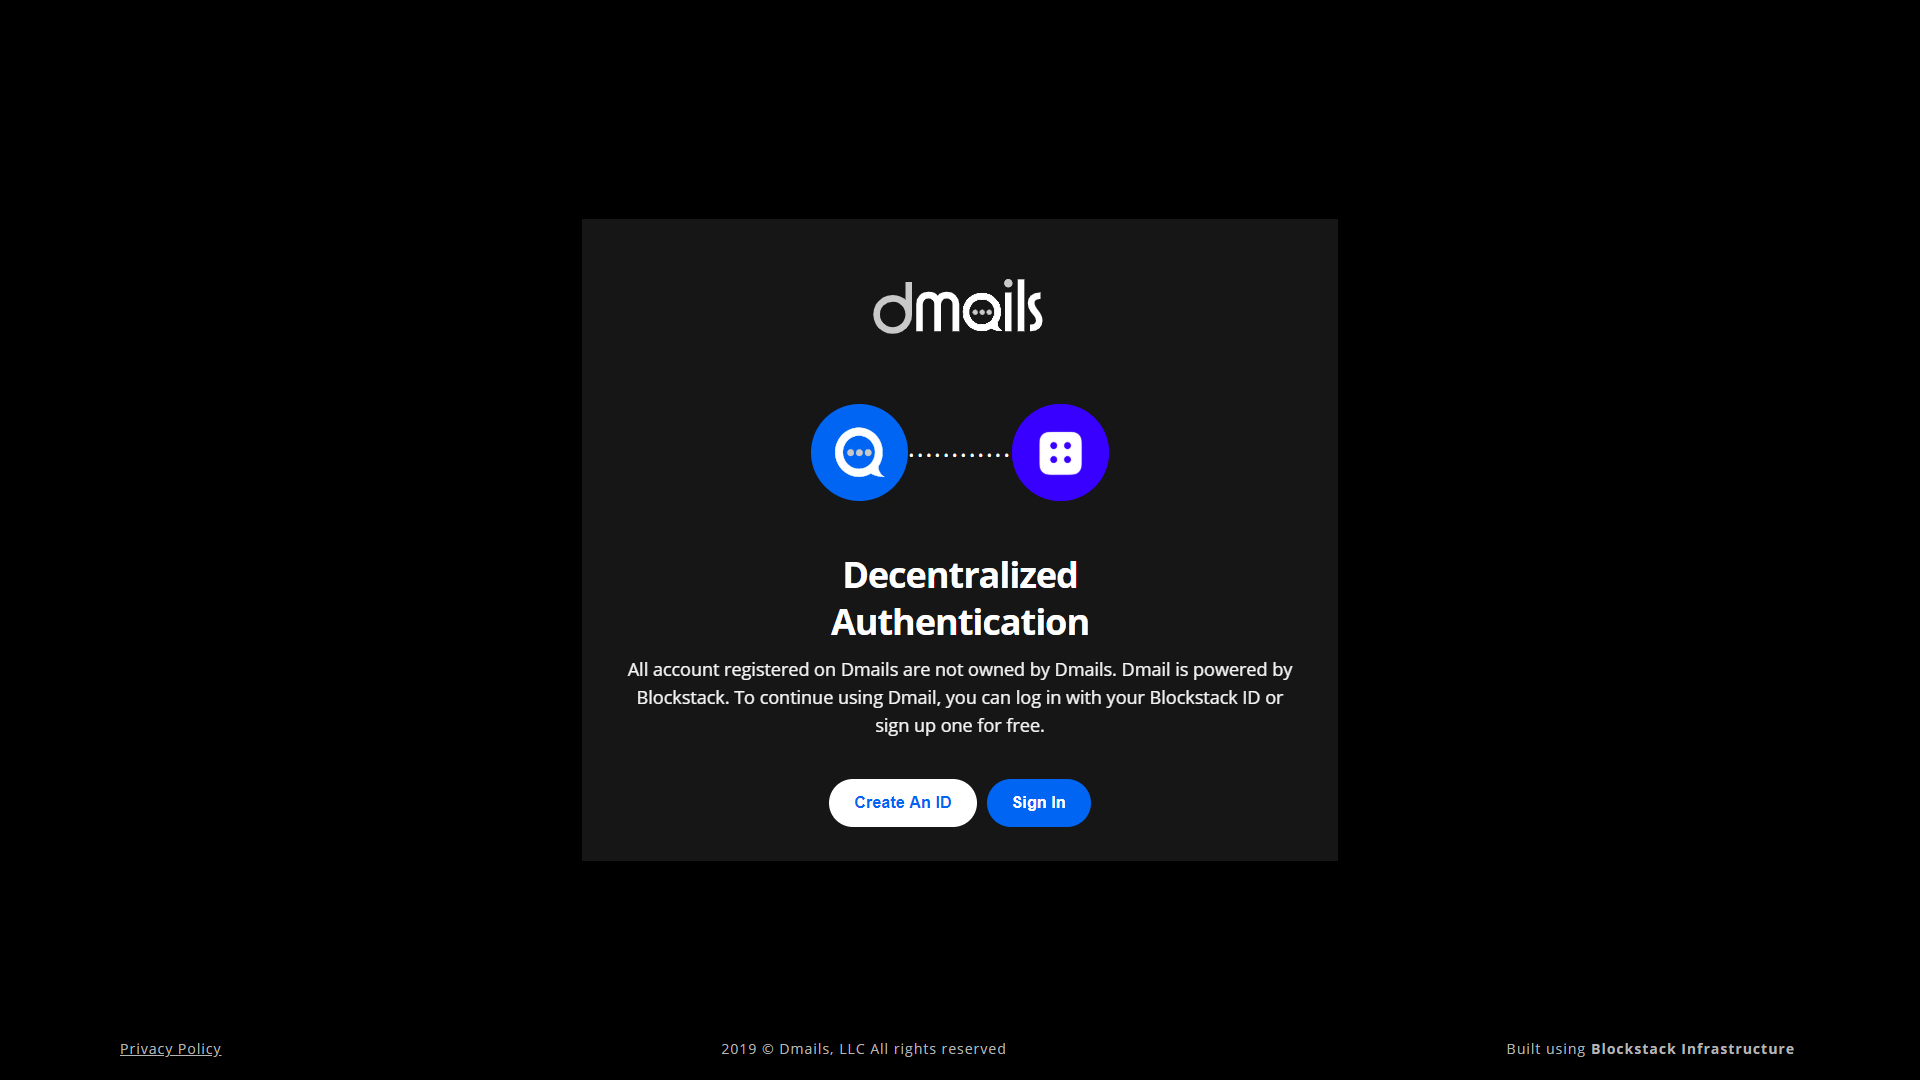 dmails
Decentralized
Authentication
All account registered on Dmails are not owned by Dmails. Dmail is powered by
Blockstack. To continue using Dmail, you can log in with your Blockstack ID or
sign up one for free.
Create An ID
Sign In
Privacy Policy
2019 © Dmails, LLC All rights reserved
Built using Blockstack Infrastructure